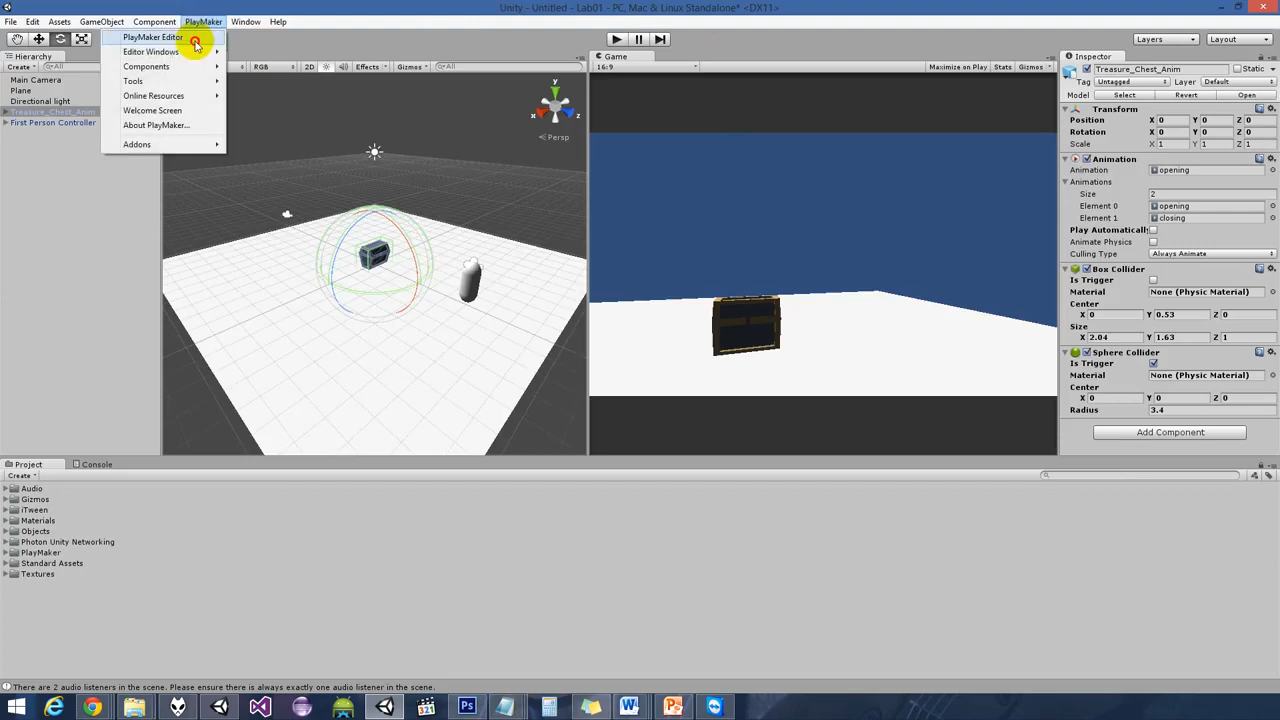 Unity - Untitled - Lab01 - PC, Mac & Linux Standalone* <DX11>
File Edit Assets GameObject Component PlayMaker Window Help
PlayMaker Editor
Editor Windows
Components
Tools
Online Resources
Welcome Screen
About PlayMaker...
Addons
Layers
Layout
Hierarchy
Create
All
Main Camera
Plane
Directional light
Treasure_Chest_Anim
First Person Controller
RGB
2D
Effects
Gizmos
All
y
x
z
Persp
Game
16:9
Maximize on Play
Stats
Gizmos
Inspector
Treasure_Chest_Anim
Static
Tag Untagged Layer Default
Model Select Revert Open
Transform
Position X 0 Y 0 Z 0
Rotation X 0 Y 0 Z 0
Scale X 1 Y 1 Z 1
Animation
Animation opening
Animations
Size 2
Element 0 opening
Element 1 closing
Play Automatically
Animate Physics
Culling Type Always Animate
Box Collider
Is Trigger
Material None (Physic Material)
Center
X 0 Y 0.53 Z 0
Size
X 2.04 Y 1.63 Z 1
Sphere Collider
Is Trigger
Material None (Physic Material)
Center
X 0 Y 0 Z 0
Radius 3.4
Add Component
Project
Console
Create
Audio
Gizmos
iTween
Materials
Objects
Photon Unity Networking
PlayMaker
Standard Assets
Textures
There are 2 audio listeners in the scene. Please ensure there is always exactly one audio listener.
321
Ps
W
P